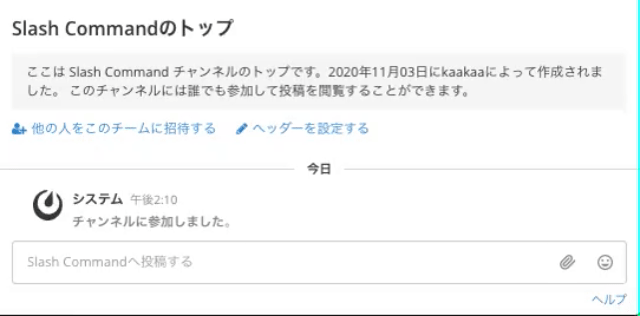 Slash Commandのトップ
ここは Slash Command チャンネルのトップです。2020年11月03日にkaakaaによって作成されま
した。 このチャンネルには誰でも参加して投稿を閲覧することができます。
他の人をこのチームに招待する ヘッダーを設定する
今日
システム 午後2:10
チャンネルに参加しました。
Slash Commandへ投稿する
ヘルプ